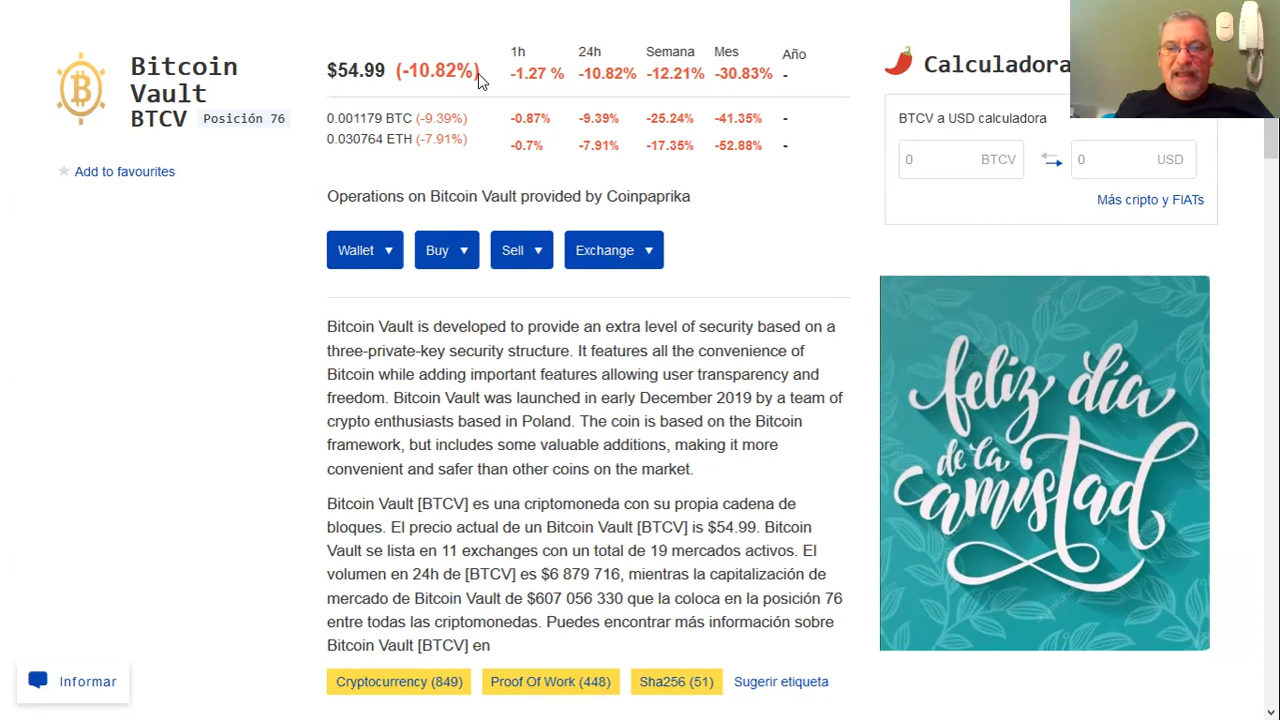 Bitcoin
Vault
BTCV Posición 76
Add to favourites
$54.99 (-10.82%)
1h 24h Semana Mes Año
-1.27 % -10.82% -12.21% -30.83% -
0.001179 BTC (-9.39%) -0.87% -9.39% -25.24% -41.35% -
0.030764 ETH (-7.91%) -0.7% -7.91% -17.35% -52.88% -
Operations on Bitcoin Vault provided by Coinpaprika
Wallet Buy Sell Exchange
Bitcoin Vault is developed to provide an extra level of security based on a
three-private-key security structure. It features all the convenience of
Bitcoin while adding important features allowing user transparency and
freedom. Bitcoin Vault was launched in early December 2019 by a team of
crypto enthusiasts based in Poland. The coin is based on the Bitcoin
framework, but includes some valuable additions, making it more
convenient and safer than other coins on the market.
Bitcoin Vault [BTCV] es una criptomoneda con su propia cadena de
bloques. El precio actual de un Bitcoin Vault [BTCV] is $54.99. Bitcoin
Vault se lista en 11 exchanges con un total de 19 mercados activos. El
volumen en 24h de [BTCV] es $6 879 716, mientras la capitalización de
mercado de Bitcoin Vault de $607 056 330 que la coloca en la posición 76
entre todas las criptomonedas. Puedes encontrar más información sobre
Bitcoin Vault [BTCV] en
Cryptocurrency (849) Proof Of Work (448) Sha256 (51) Sugerir etiqueta
Calculadora
BTCV a USD calculadora
0 BTCV 0 USD
Más cripto y FIATs
feliz día
de la
amistad
Informar